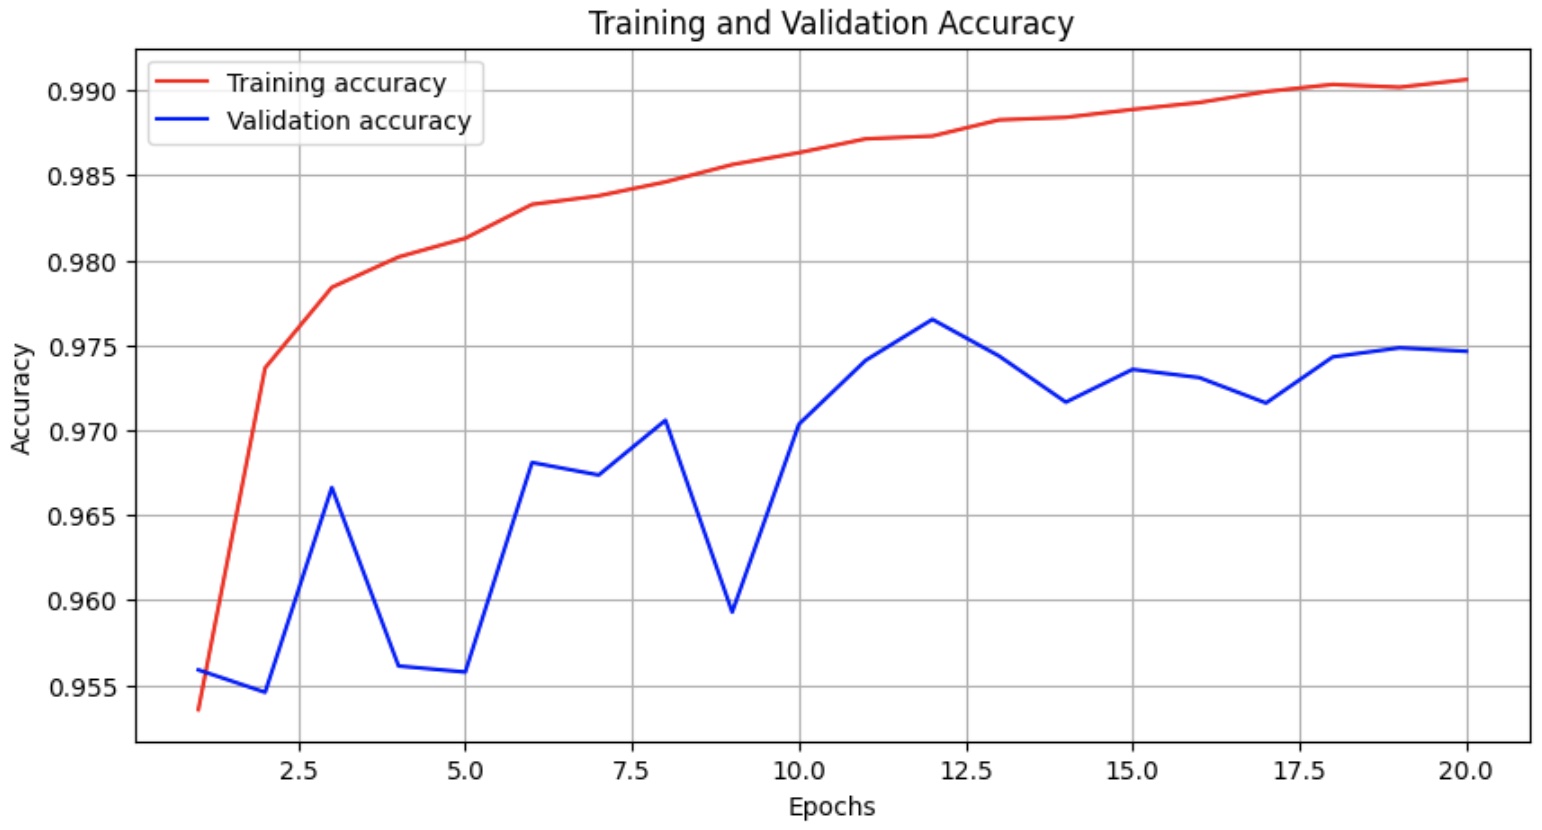 Training and Validation Accuracy
Training accuracy
Validation accuracy
0.990
0.985
0.980
0.975
0.970
0.965
0.960
0.955
Accuracy
2.5 5.0 7.5 10.0 12.5 15.0 17.5 20.0
Epochs